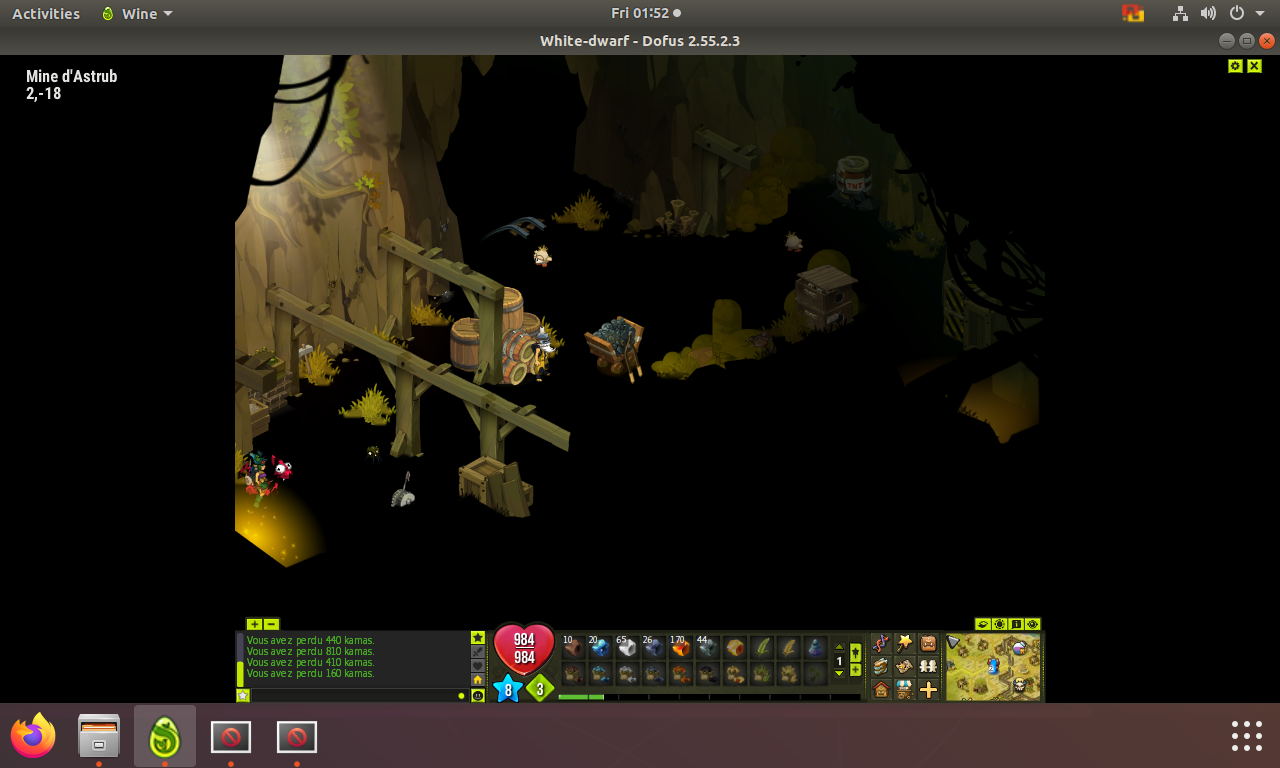 Activities
Wine
Fri 01:52
White-dwarf - Dofus 2.55.2.3
Mine d'Astrub
2,-18
TNT
Vous avez perdu 440 kamas.
Vous avez perdu 810 kamas.
Vous avez perdu 410 kamas.
Vous avez perdu 160 kamas.
984
984
8
3
10 20 65 26 170 44
1